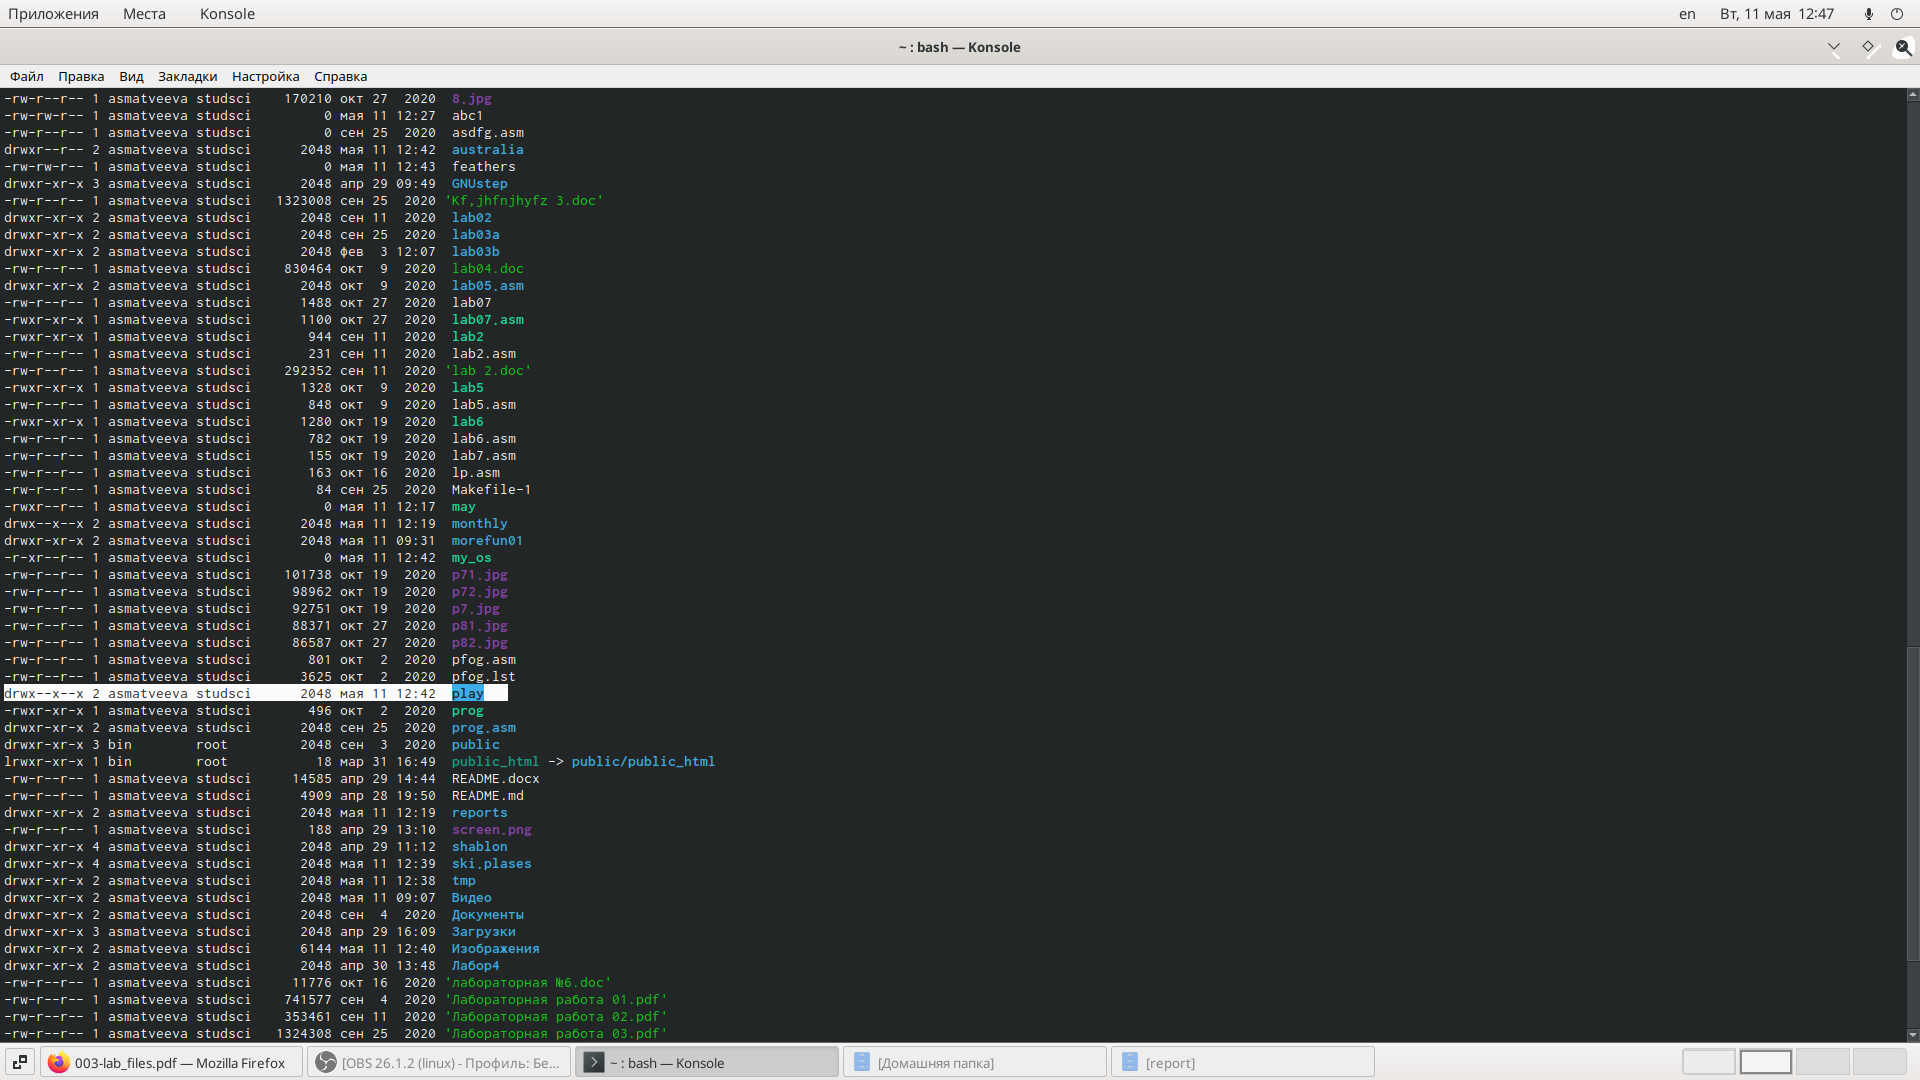 Приложения Места Konsole en Вт, 11 мая 12:47
~ : bash — Konsole
Файл Правка Вид Закладки Настройка Справка
-rw-r--r-- 1 asmatveeva studsci 170210 окт 27 2020 8.jpg
-rw-rw-r-- 1 asmatveeva studsci 0 мая 11 12:27 abc1
-rw-r--r-- 1 asmatveeva studsci 0 сен 25 2020 asdfg.asm
drwxr--r-- 2 asmatveeva studsci 2048 мая 11 12:42 australia
-rw-rw-r-- 1 asmatveeva studsci 0 мая 11 12:43 feathers
drwxr-xr-x 3 asmatveeva studsci 2048 апр 29 09:49 GNUstep
-rw-r--r-- 1 asmatveeva studsci 1323008 сен 25 2020 'Kf,jhfnjhyfz 3.doc'
drwxr-xr-x 2 asmatveeva studsci 2048 сен 11 2020 lab02
drwxr-xr-x 2 asmatveeva studsci 2048 сен 25 2020 lab03a
drwxr-xr-x 2 asmatveeva studsci 2048 фев 3 12:07 lab03b
-rw-r--r-- 1 asmatveeva studsci 830464 окт 9 2020 lab04.doc
drwxr-xr-x 2 asmatveeva studsci 2048 окт 9 2020 lab05.asm
-rw-r--r-- 1 asmatveeva studsci 1488 окт 27 2020 lab07
-rwxr-xr-x 1 asmatveeva studsci 1100 окт 27 2020 lab07.asm
-rwxr-xr-x 1 asmatveeva studsci 944 сен 11 2020 lab2
-rw-r--r-- 1 asmatveeva studsci 231 сен 11 2020 lab2.asm
-rw-r--r-- 1 asmatveeva studsci 292352 сен 11 2020 'lab 2.doc'
-rwxr-xr-x 1 asmatveeva studsci 1328 окт 9 2020 lab5
-rw-r--r-- 1 asmatveeva studsci 848 окт 9 2020 lab5.asm
-rwxr-xr-x 1 asmatveeva studsci 1280 окт 19 2020 lab6
-rw-r--r-- 1 asmatveeva studsci 782 окт 19 2020 lab6.asm
-rw-r--r-- 1 asmatveeva studsci 155 окт 19 2020 lab7.asm
-rw-r--r-- 1 asmatveeva studsci 163 окт 16 2020 lp.asm
-rw-r--r-- 1 asmatveeva studsci 84 сен 25 2020 Makefile-1
-rwxr--r-- 1 asmatveeva studsci 0 мая 11 12:17 may
drwx--x--x 2 asmatveeva studsci 2048 мая 11 12:19 monthly
drwxr-xr-x 2 asmatveeva studsci 2048 мая 11 09:31 morefun01
-r-xr--r-- 1 asmatveeva studsci 0 мая 11 12:42 my_os
-rw-r--r-- 1 asmatveeva studsci 101738 окт 19 2020 p71.jpg
-rw-r--r-- 1 asmatveeva studsci 98962 окт 19 2020 p72.jpg
-rw-r--r-- 1 asmatveeva studsci 92751 окт 19 2020 p7.jpg
-rw-r--r-- 1 asmatveeva studsci 88371 окт 27 2020 p81.jpg
-rw-r--r-- 1 asmatveeva studsci 86587 окт 27 2020 p82.jpg
-rw-r--r-- 1 asmatveeva studsci 801 окт 2 2020 pfog.asm
-rw-r--r-- 1 asmatveeva studsci 3625 окт 2 2020 pfog.lst
drwx--x--x 2 asmatveeva studsci 2048 мая 11 12:42 play
-rwxr-xr-x 1 asmatveeva studsci 496 окт 2 2020 prog
drwxr-xr-x 2 asmatveeva studsci 2048 сен 25 2020 prog.asm
drwxr-xr-x 3 bin root 2048 сен 3 2020 public
lrwxr-xr-x 1 bin root 18 мар 31 16:49 public_html -> public/public_html
-rw-r--r-- 1 asmatveeva studsci 14585 апр 29 14:44 README.docx
-rw-r--r-- 1 asmatveeva studsci 4909 апр 28 19:50 README.md
drwxr-xr-x 2 asmatveeva studsci 2048 мая 11 12:19 reports
-rw-r--r-- 1 asmatveeva studsci 188 апр 29 13:10 screen.png
drwxr-xr-x 4 asmatveeva studsci 2048 апр 29 11:12 shablon
drwxr-xr-x 4 asmatveeva studsci 2048 мая 11 12:39 ski.plases
drwxr-xr-x 2 asmatveeva studsci 2048 мая 11 12:38 tmp
drwxr-xr-x 2 asmatveeva studsci 2048 мая 11 09:07 Видео
drwxr-xr-x 2 asmatveeva studsci 2048 сен 4 2020 Документы
drwxr-xr-x 3 asmatveeva studsci 2048 апр 29 16:09 Загрузки
drwxr-xr-x 2 asmatveeva studsci 6144 мая 11 12:40 Изображения
drwxr-xr-x 2 asmatveeva studsci 2048 апр 30 13:48 Лабор4
-rw-r--r-- 1 asmatveeva studsci 11776 окт 16 2020 'лабораторная №6.doc'
-rw-r--r-- 1 asmatveeva studsci 741577 сен 4 2020 'Лабораторная работа 01.pdf'
-rw-r--r-- 1 asmatveeva studsci 353461 сен 11 2020 'Лабораторная работа 02.pdf'
-rw-r--r-- 1 asmatveeva studsci 1324308 сен 25 2020 'Лабораторная работа 03.pdf'
003-lab_files.pdf — Mozilla Firefox [OBS 26.1.2 (linux) - Профиль: Бе... ~ : bash — Konsole [Домашняя папка] [report]